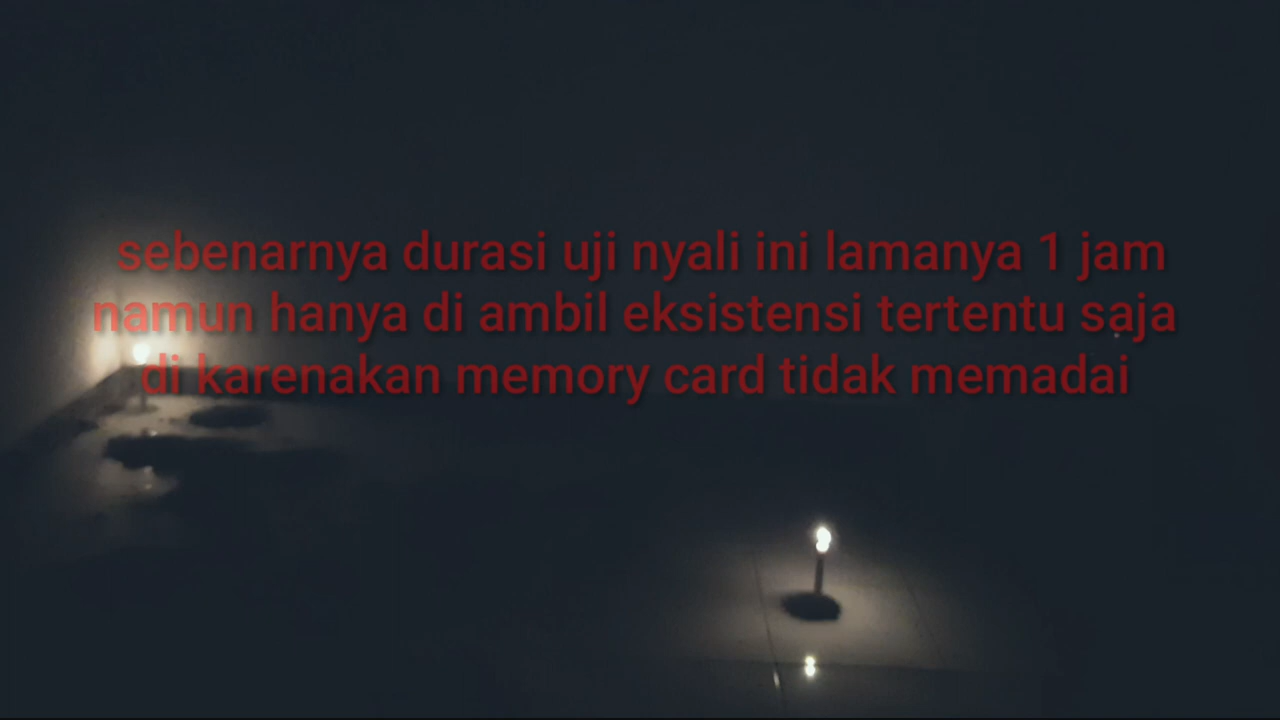 sebenarnya durasi uji nyali ini lamanya 1 jam
namun hanya di ambil eksistensi tertentu saja
di karenakan memory card tidak memadai